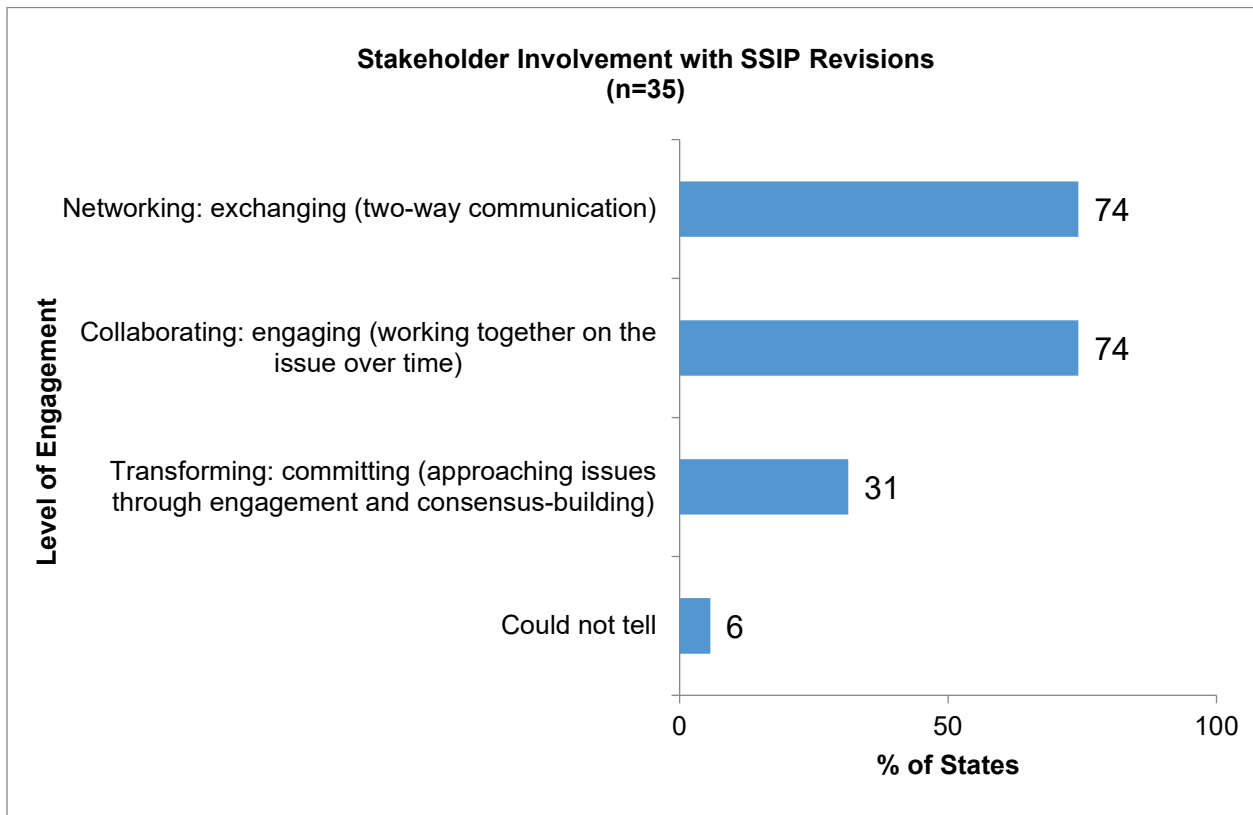 Stakeholder Involvement with SSIP Revisions
(n=35)
Level of Engagement
Networking: exchanging (two-way communication)
74
Collaborating: engaging (working together on the
issue over time)
74
Transforming: committing (approaching issues
through engagement and consensus-building)
31
Could not tell
6
0
50
100
% of States